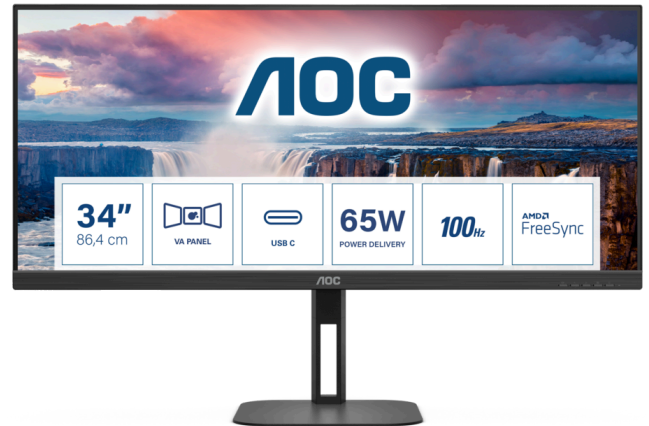 AOC
34”
86,4 cm
VA PANEL
USB C
65W
POWER DELIVERY
100Hz
AMD
FreeSync
AOC